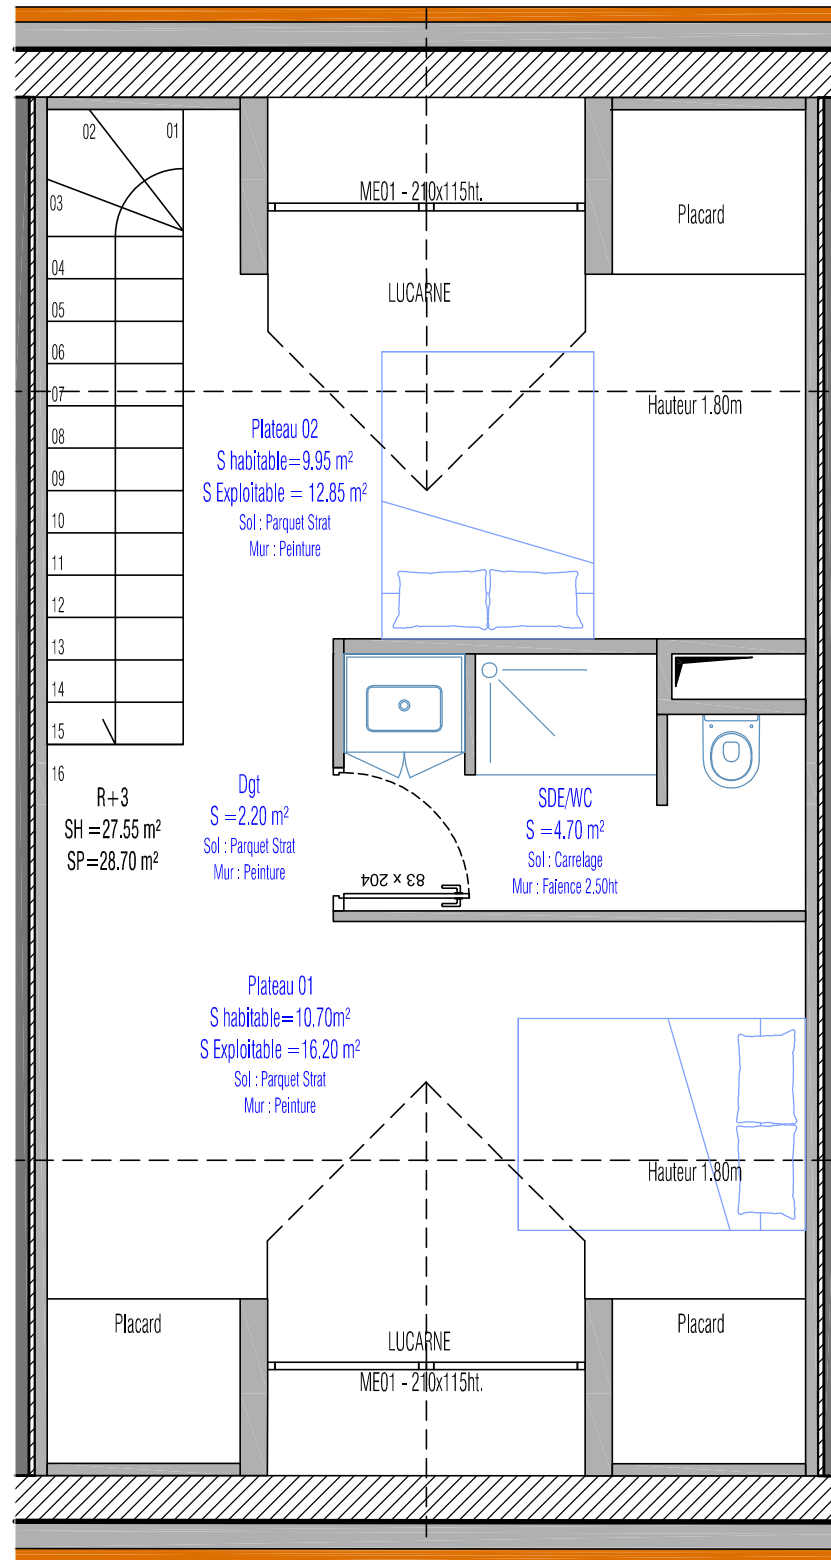 02
01
03
04
05
06
07
08
09
10
11
12
13
14
15
16
ME01 - 210x115ht.
LUCARNE
Placard
Hauteur 1.80m
Plateau 02
S habitable=9.95 m²
S Exploitable = 12.85 m²
Sol : Parquet Strat
Mur : Peinture
R+3
SH =27.55 m²
SP=28.70 m²
Dgt
S =2.20 m²
Sol : Parquet Strat
Mur : Peinture
83 x 204
SDE/WC
S =4.70 m²
Sol : Carrelage
Mur : Faience 2.50ht
Plateau 01
S habitable=10.70m²
S Exploitable =16.20 m²
Sol : Parquet Strat
Mur : Peinture
Hauteur 1.80m
Placard
LUCARNE
ME01 - 210x115ht.
Placard